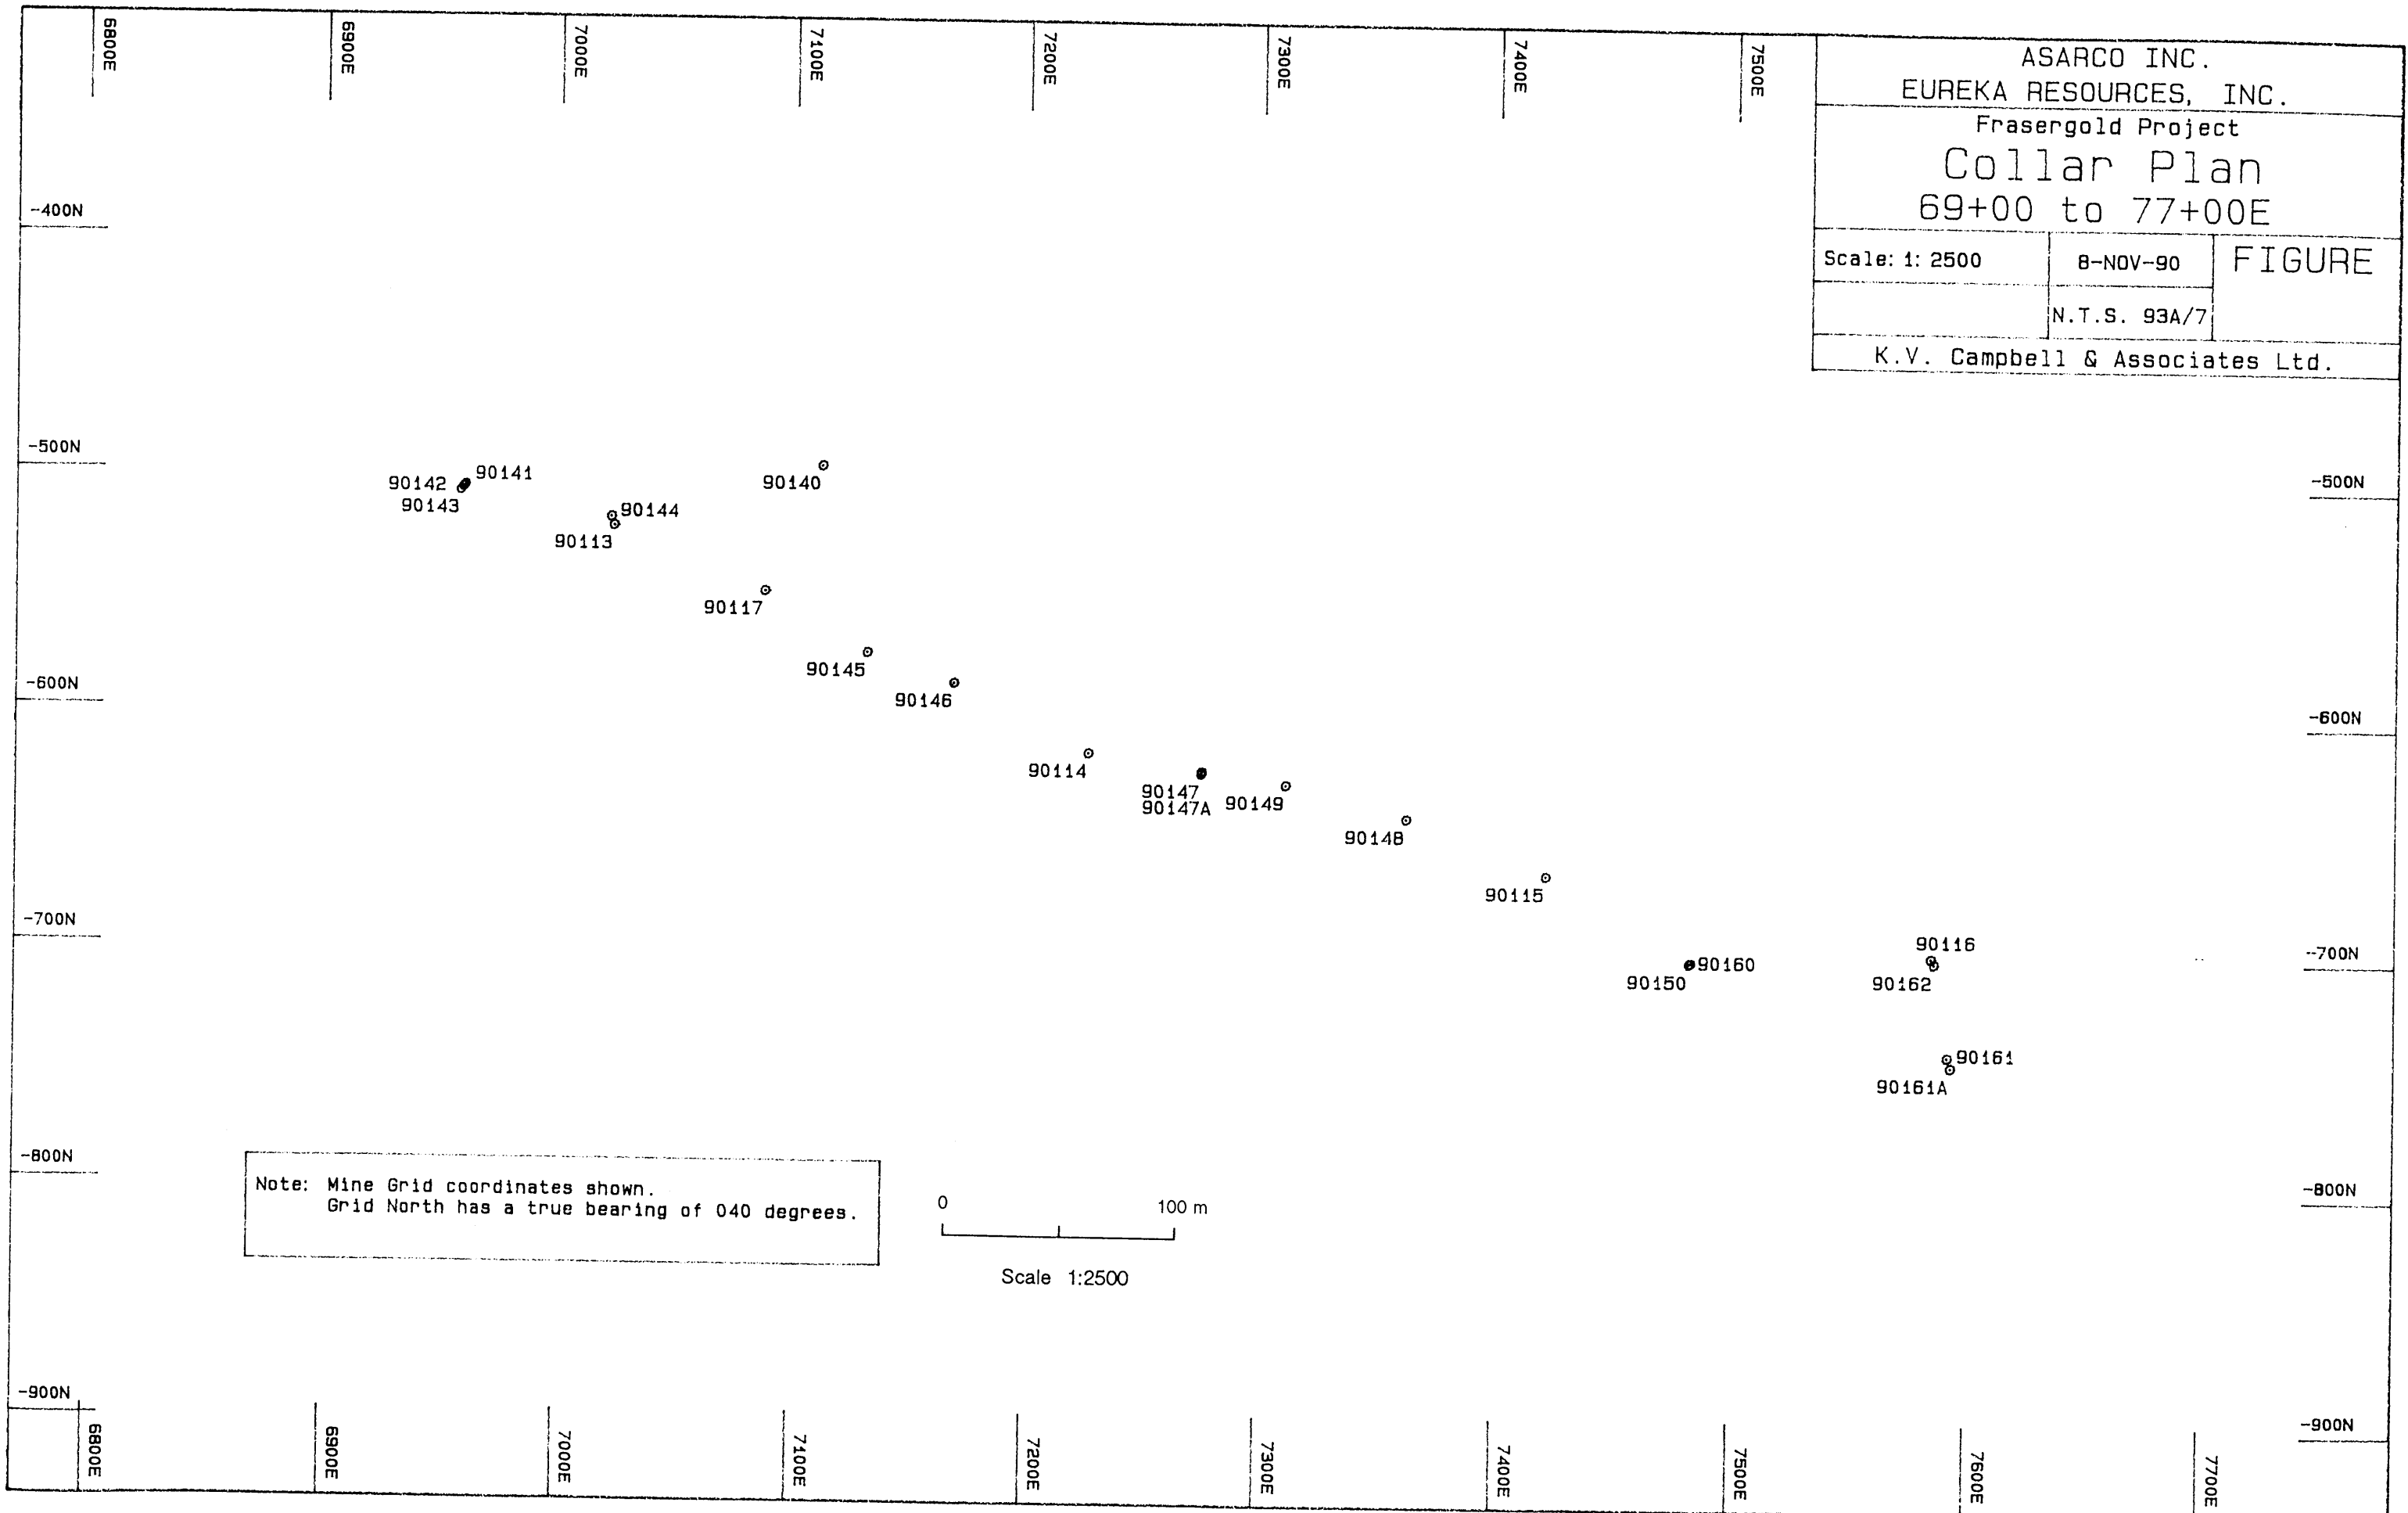 6800E
6900E
7000E
7100E
7200E
7300E
7400E
7500E
ASARCO INC.
EUREKA RESOURCES, INC.
Frasergold Project
Collar Plan
69+00 to 77+00E
Scale: 1: 2500
8-NOV-90
FIGURE
N.T.S. 93A/7
K.V. Campbell & Associates Ltd.
-400N
-500N
-500N
90141
90142
90143
90140
90144
90113
90117
90145
90146
-600N
-600N
90114
90147
90147A
90149
90148
90115
-700N
-700N
90116
90160
90150
90162
90161
90161A
-800N
-800N
Note: Mine Grid coordinates shown.
Grid North has a true bearing of 040 degrees.
0 100 m
Scale 1:2500
-900N
-900N
6800E
6900E
7000E
7100E
7200E
7300E
7400E
7500E
7600E
7700E